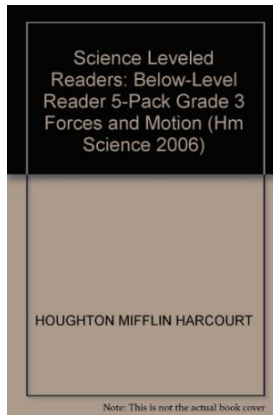 Science Leveled
Readers: Below-Level
Reader 5-Pack Grade 3
Forces and Motion (Hm
Science 2006)
HOUGHTON MIFFLIN HARCOURT
Note: This is not the actual book cover